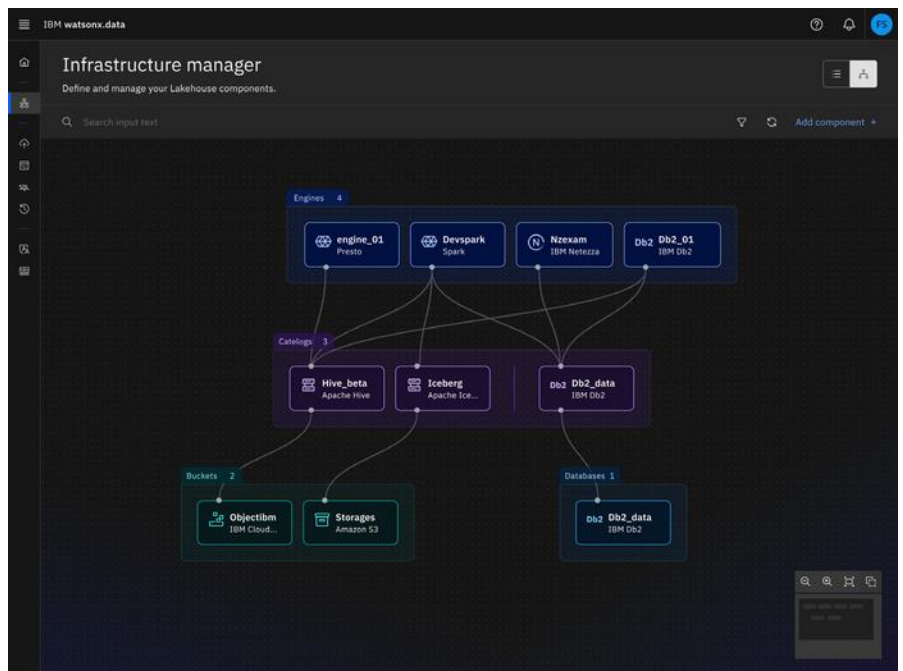 IBM watsonx.data
FS
Infrastructure manager
Define and manage your Lakehouse components.
Search input text
Add component +
SQL
Engines 4
engine_01
Presto
Devspark
Spark
N
Nzexam
IBM Netezza
Db2 Db2_01
IBM Db2
Catelogs 3
Hive_beta
Apache Hive
Iceberg
Apache Ice...
Db2 Db2_data
IBM Db2
Buckets 2
Objectibm
IBM Cloud...
Storages
Amazon S3
Databases 1
Db2 Db2_data
IBM Db2